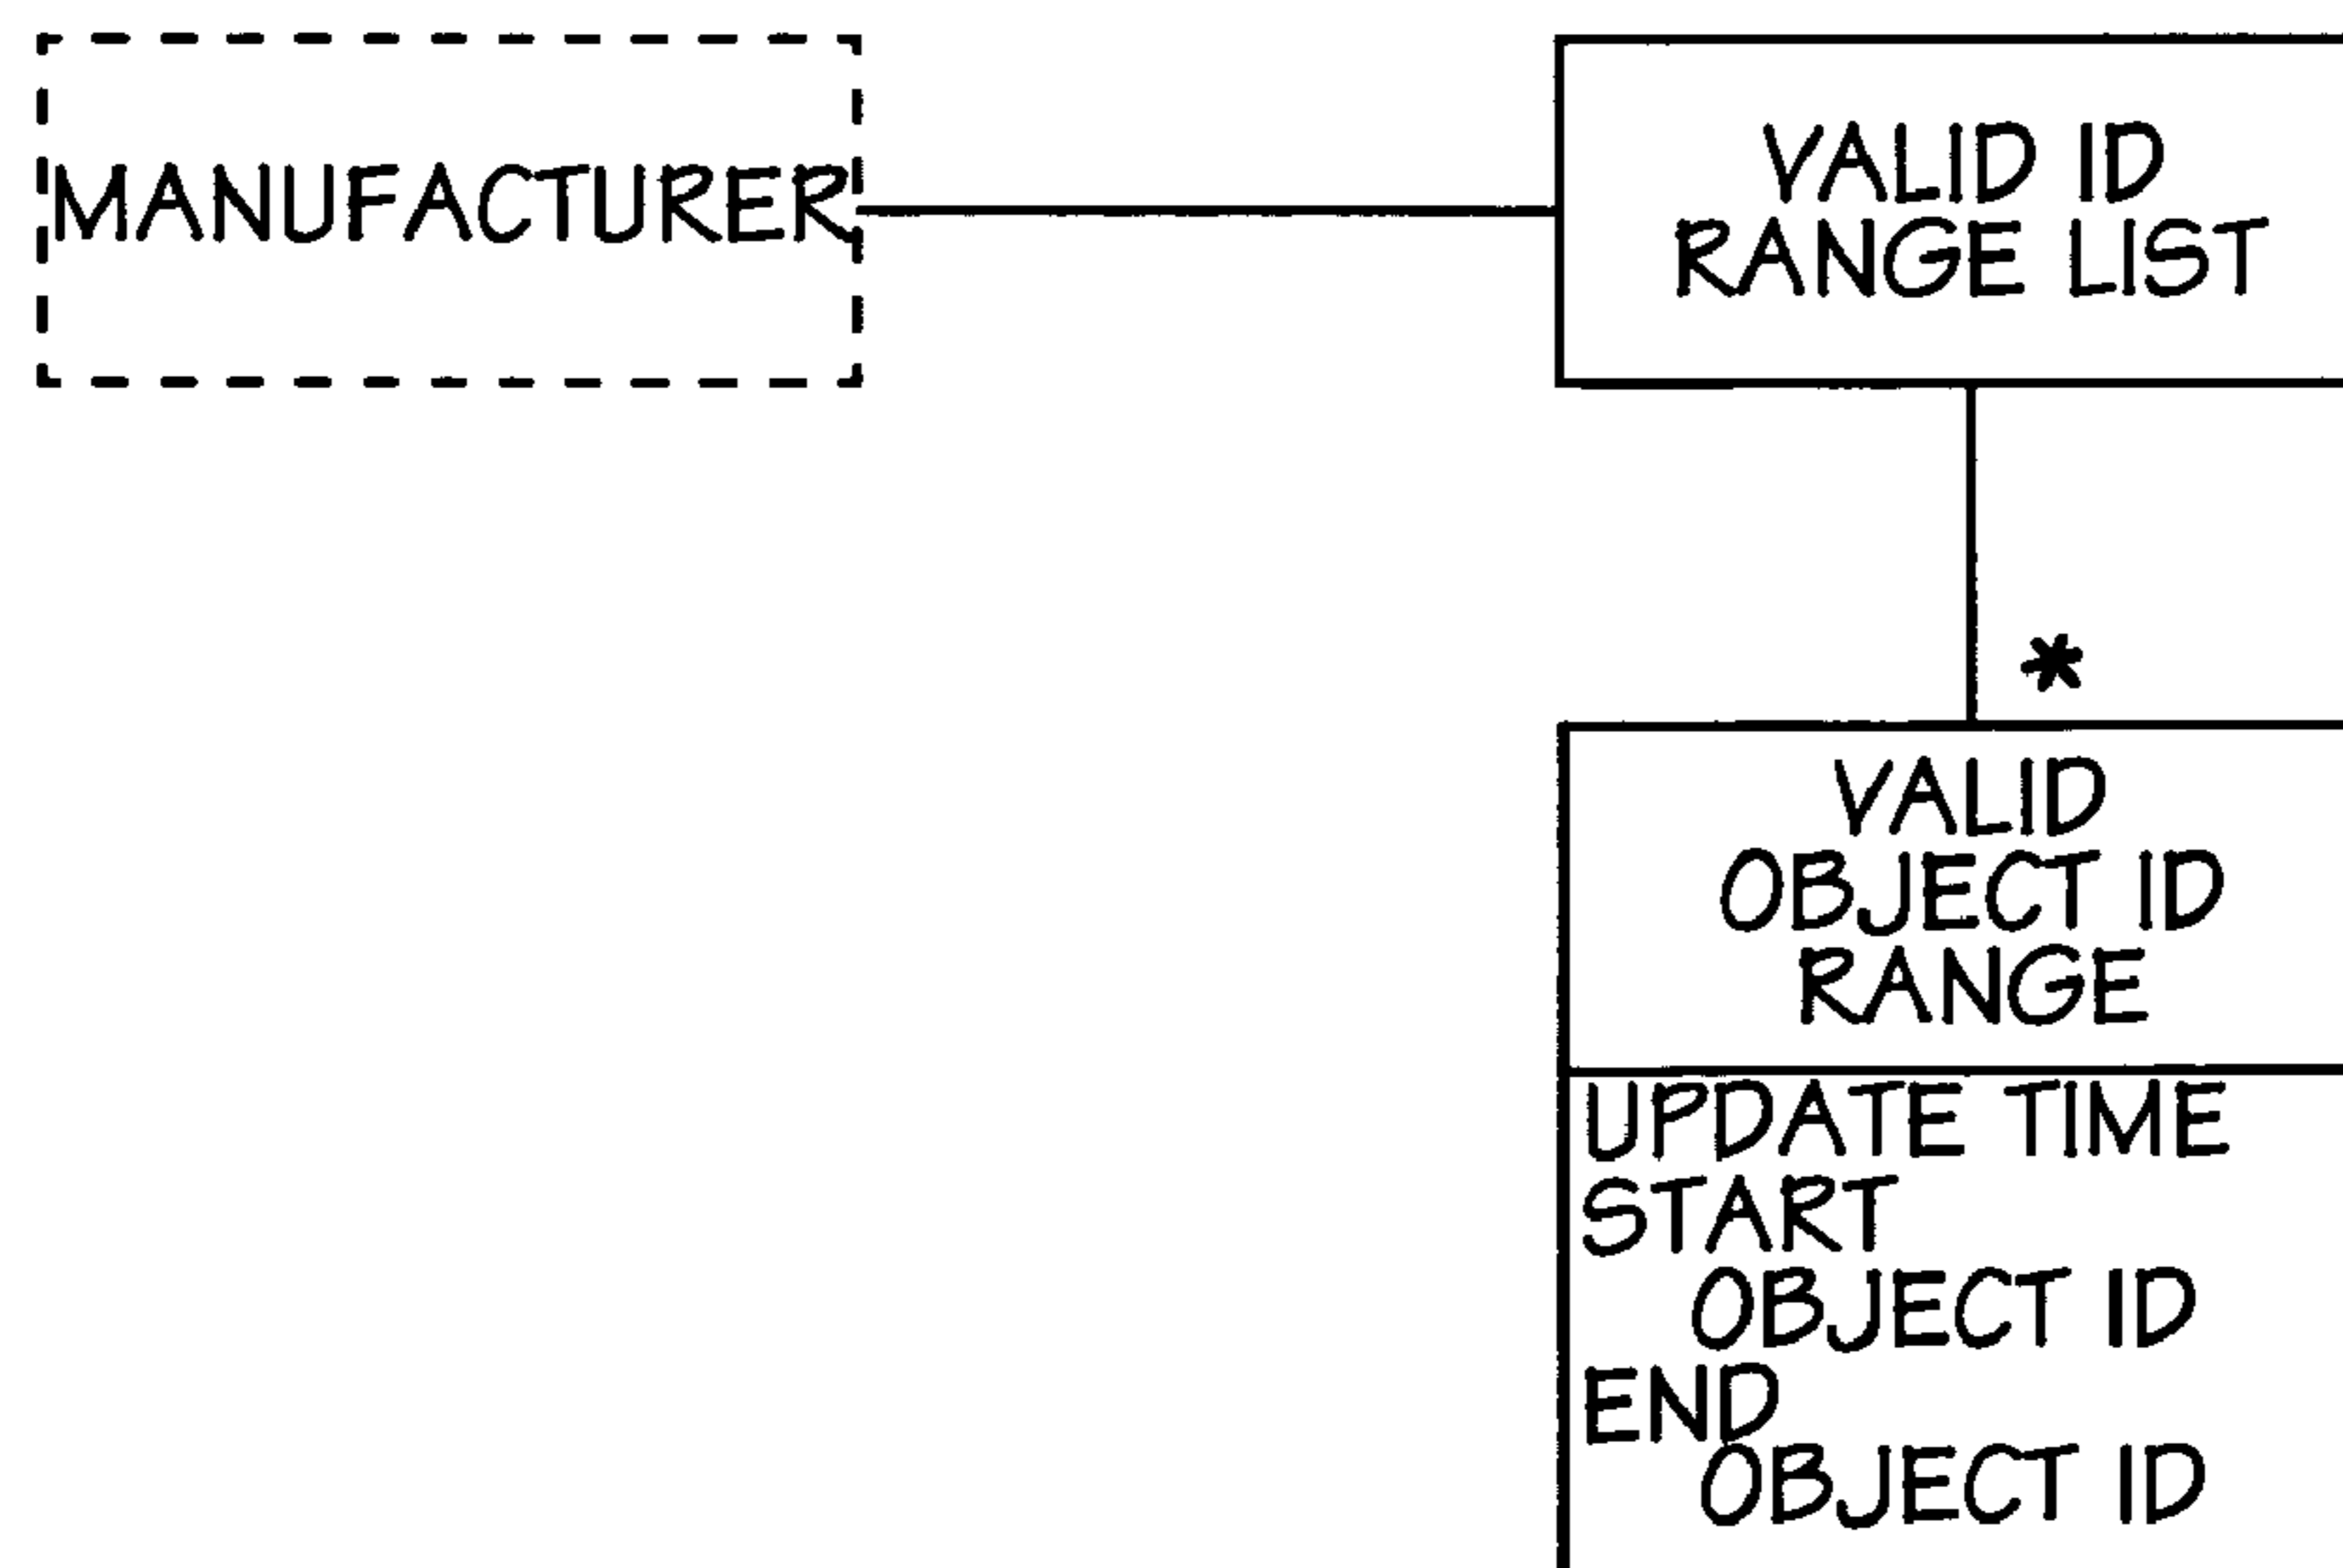 MANUFACTURER
VALID ID
RANGE LIST
*
VALID
OBJECT ID
RANGE
UPDATE TIME
START
OBJECT ID
END
OBJECT ID